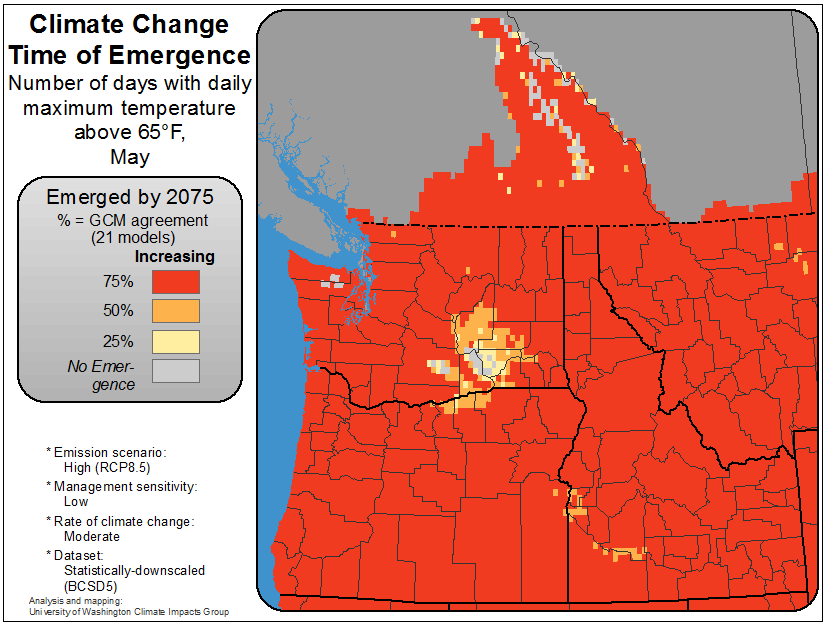 Climate Change
Time of Emergence
Number of days with daily
maximum temperature
above 65°F,
May
Emerged by 2075
% = GCM agreement
(21 models)
Increasing
75%
50%
25%
No Emer-
gence
* Emission scenario:
High (RCP8.5)
* Management sensitivity:
Low
* Rate of climate change:
Moderate
* Dataset:
Statistically-downscaled
(BCSD5)
Analysis and mapping:
University of Washington Climate Impacts Group